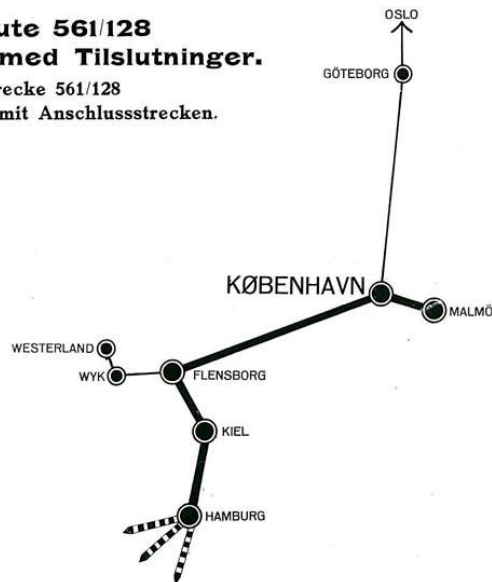 ute 561/128
med Tilslutninger.
recke 561/128
mit Anschlussstrecken.
OSLO
GÖTEBORG
KØBENHAVN
MALMÖ
WESTERLAND
WYK
FLENSBORG
KIEL
HAMBURG